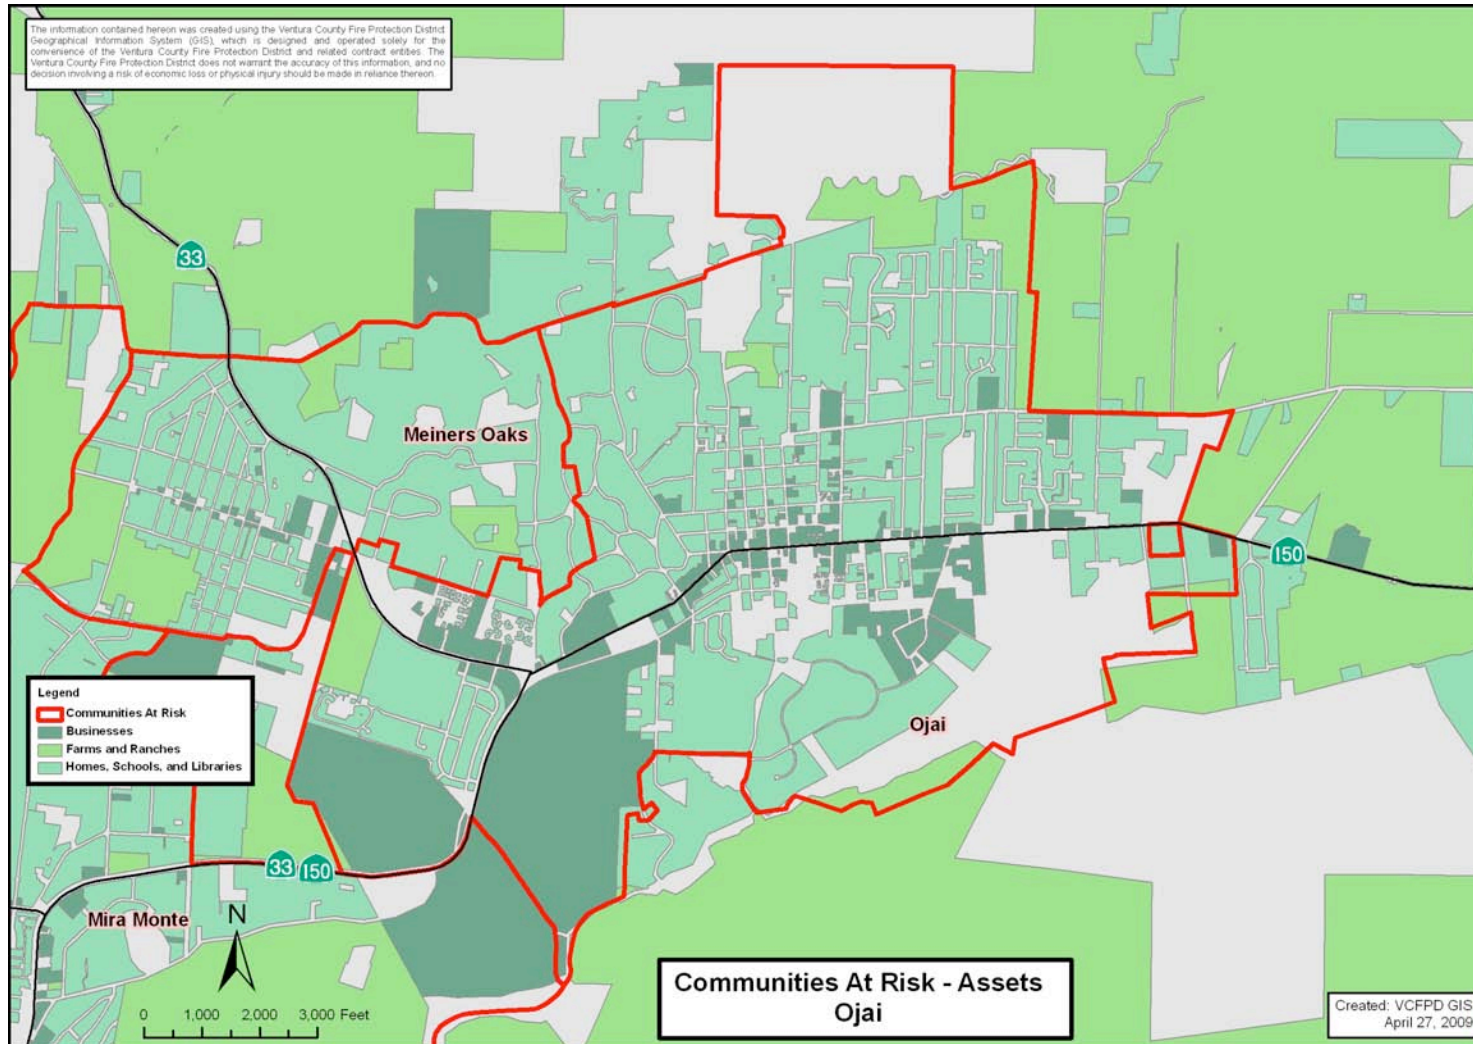 The information contained hereon was created using the Ventura County Fire Protection District
Geographical Information System (GIS), which is designed and operated solely for the
convenience of the Ventura County Fire Protection District and related contract entities. The
Ventura County Fire Protection District does not warrant the accuracy of this information, and no
decision involving a risk of economic loss or physical injury should be made in reliance thereon.
33
Meiners Oaks
150
Legend
Communities At Risk
Businesses
Farms and Ranches
Homes, Schools, and Libraries
Ojai
33
150
Mira Monte
N
0 1,000 2,000 3,000 Feet
Communities At Risk - Assets
Ojai
Created: VCFPD GIS
April 27, 2009